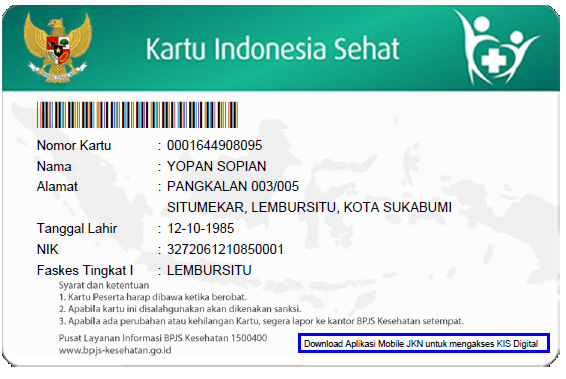 Kartu Indonesia Sehat
Nomor Kartu : 0001644908095
Nama : YOPAN SOPIAN
Alamat : PANGKALAN 003/005
SITUMEKAR, LEMBURSITU, KOTA SUKABUMI
Tanggal Lahir : 12-10-1985
NIK : 3272061210850001
Faskes Tingkat I : LEMBURSITU
Syarat dan ketentuan
1. Kartu Peserta harap dibawa ketika berobat.
2. Apabila kartu ini disalahgunakan akan dikenakan sanksi.
3. Apabila ada perubahan atau kehilangan Kartu, segera lapor ke kantor BPJS Kesehatan setempat.
Pusat Layanan Informasi BPJS Kesehatan 1500400
www.bpjs-kesehatan.go.id
Download Aplikasi Mobile JKN untuk mengakses KIS Digital